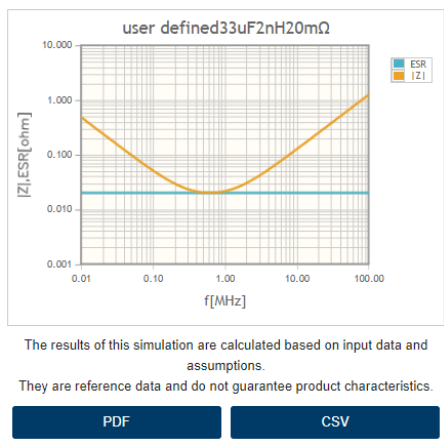 user defined33uF2nH20mΩ
10.000
1.000
0.100
0.010
0.001
|Z|,ESR[ohm]
0.01 0.10 1.00 10.00 100.00
f[MHz]
ESR
|Z|
The results of this simulation are calculated based on input data and
assumptions.
They are reference data and do not guarantee product characteristics.
PDF CSV